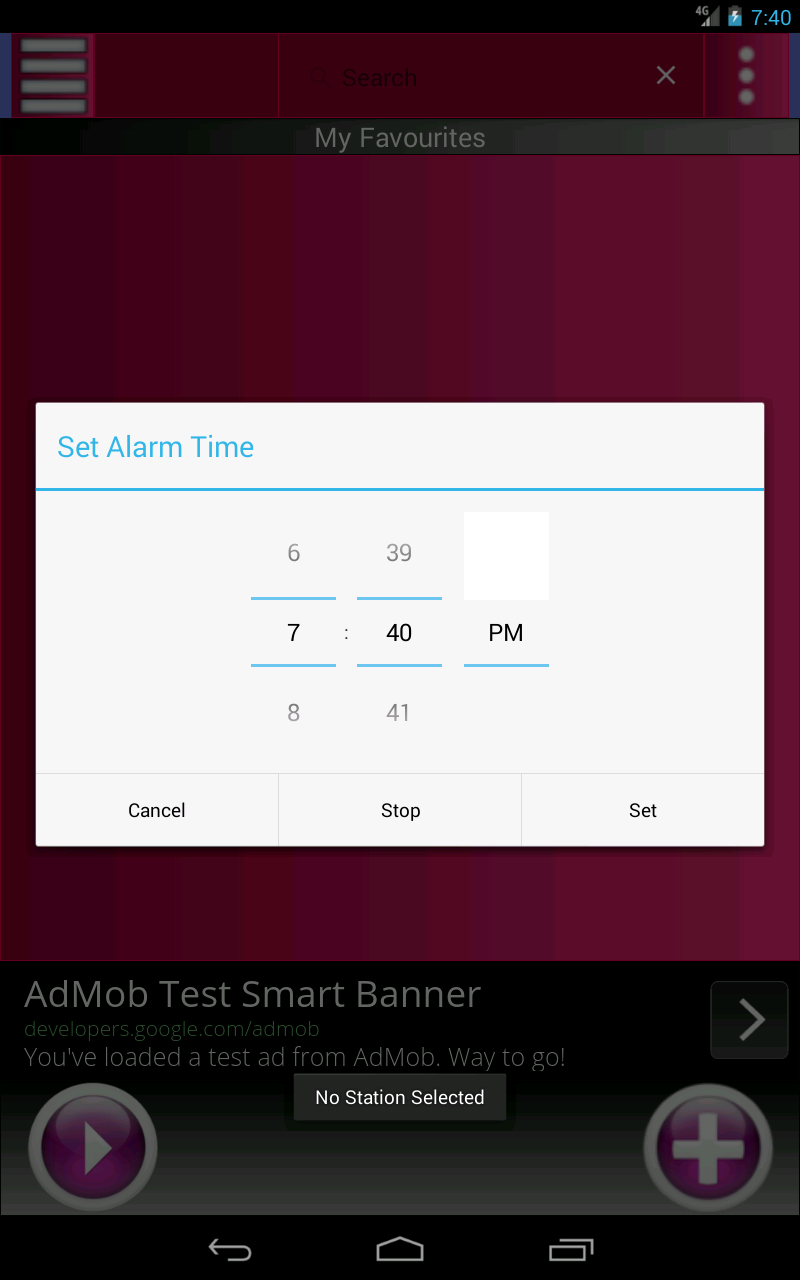 4G 7:40
Search
My Favourites
Set Alarm Time
6 39
7 : 40 PM
8 41
Cancel Stop Set
AdMob Test Smart Banner
developers.google.com/admob
You've loaded a test ad from AdMob. Way to go!
No Station Selected